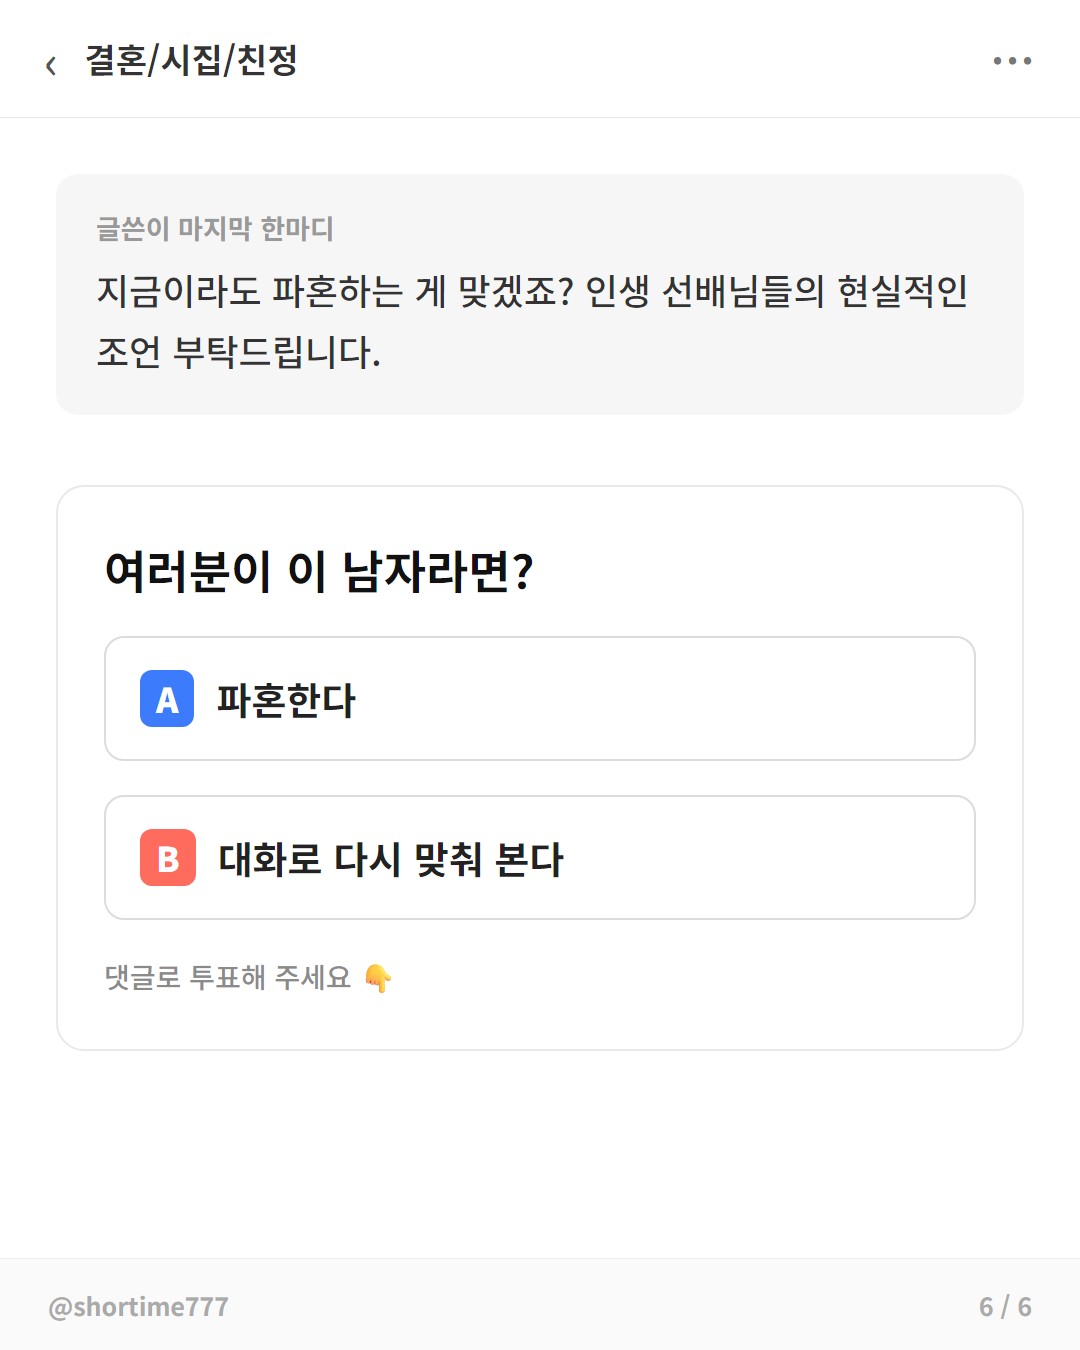 ‹ 결혼/시집/친정 •••
글쓴이 마지막 한마디
지금이라도 파혼하는 게 맞겠죠? 인생 선배님들의 현실적인
조언 부탁드립니다.
여러분이 이 남자라면?
A 파혼한다
B 대화로 다시 맞춰 본다
댓글로 투표해 주세요 👇
@shortime777 6 / 6